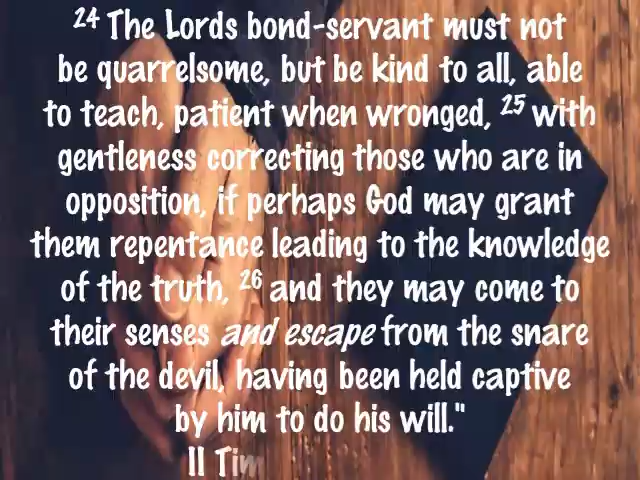 24 The Lords bond-servant must not
be quarrelsome, but be kind to all, able
to teach, patient when wronged, 25 with
gentleness correcting those who are in
opposition, if perhaps God may grant
them repentance leading to the knowledge
of the truth, 26 and they may come to
their senses and escape from the snare
of the devil, having been held captive
by him to do his will."
II Tim